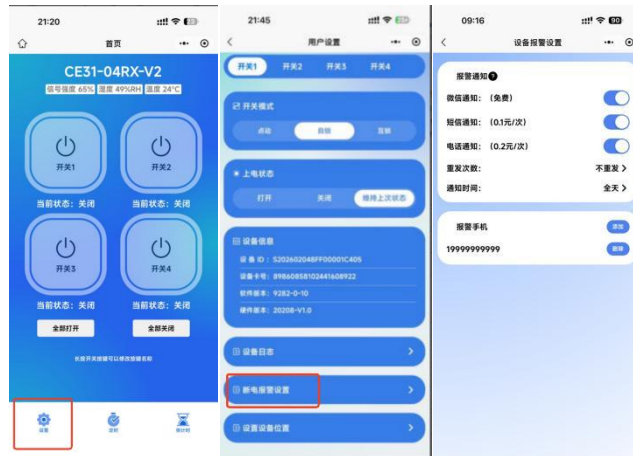 21:20
首页
CE31-04RX-V2
信号强度 65% 湿度 49%RH 温度 24°C
开关1
开关2
当前状态：关闭
当前状态：关闭
开关3
开关4
当前状态：关闭
当前状态：关闭
全部打开
全部关闭
长按开关按键可以修改按键名称
设置
定时
倒计时
21:45
用户设置
开关1
开关2
开关3
开关4
开关模式
点动
自锁
互锁
上电状态
打开
关闭
维持上次状态
设备信息
设 备 ID：
设备卡号：89860858102441608922
软件版本：9282-0-10
硬件版本：20208-V1.0
设备日志
断电报警设置
设置设备位置
09:16
90
设备报警设置
报警通知
微信通知：（免费）
短信通知：（0.1元/次）
电话通知：（0.2元/次）
重发次数：
不重发
通知时间：
全天
报警手机
添加
19999999999
删除